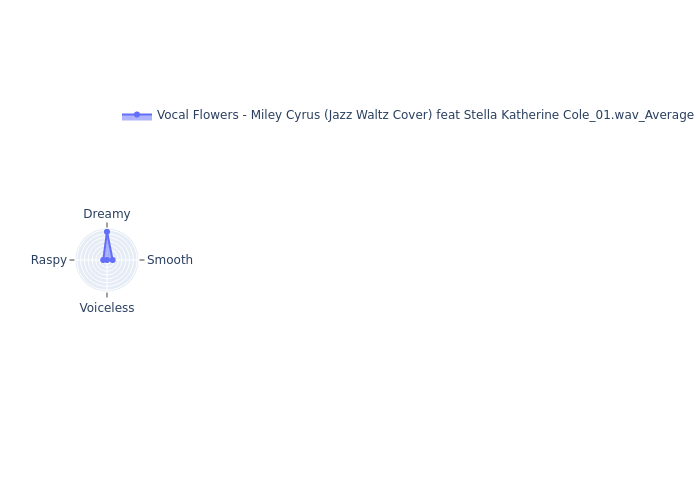 Vocal Flowers - Miley Cyrus (Jazz Waltz Cover) feat Stella Katherine Cole_01.wav_Average
Dreamy
Raspy
Smooth
Voiceless